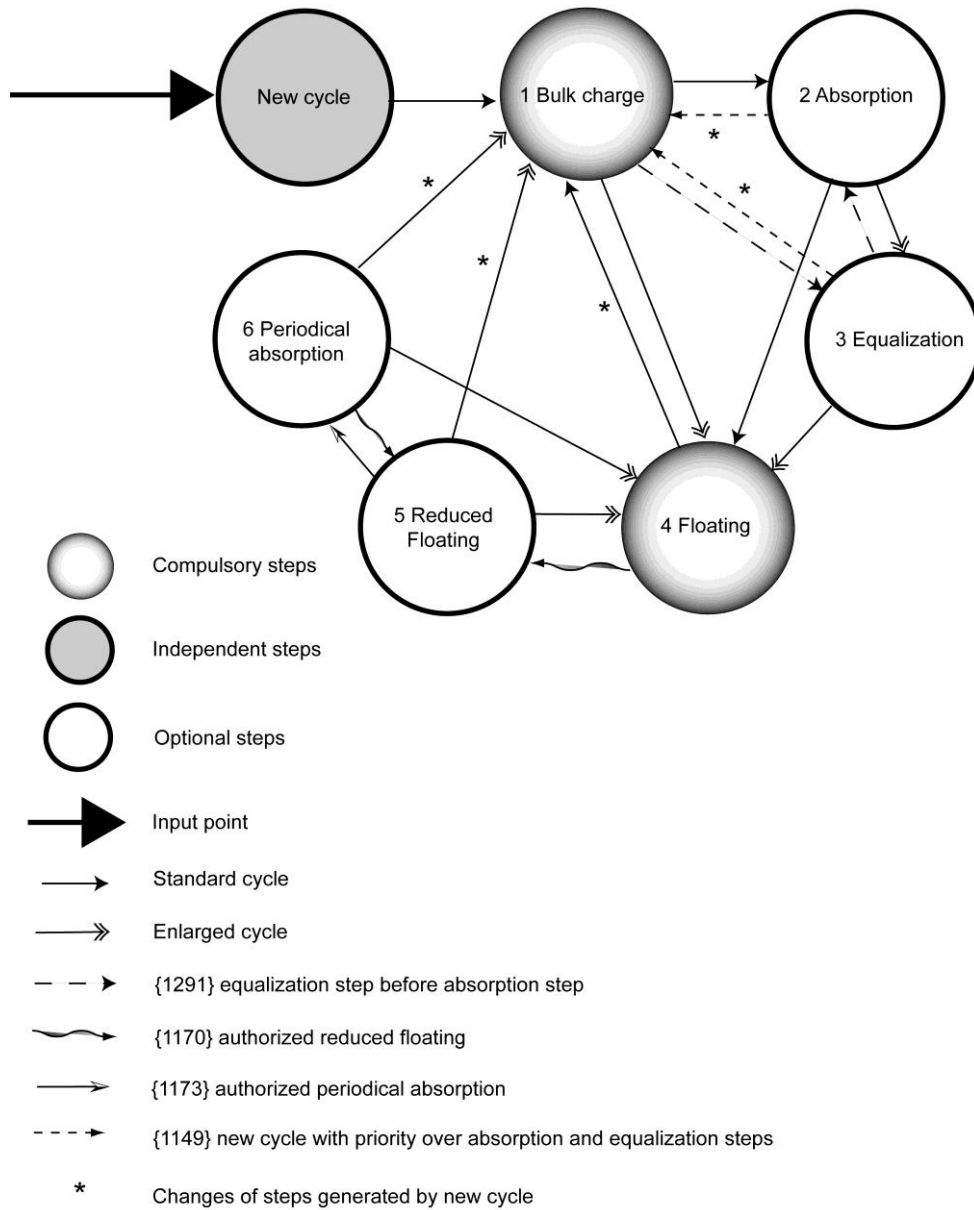 New cycle
1 Bulk charge
2 Absorption
*
*
*
*
*
6 Periodical
absorption
3 Equalization
5 Reduced
Floating
4 Floating
Compulsory steps
Independent steps
Optional steps
Input point
Standard cycle
Enlarged cycle
{1291} equalization step before absorption step
{1170} authorized reduced floating
{1173} authorized periodical absorption
{1149} new cycle with priority over absorption and equalization steps
* Changes of steps generated by new cycle